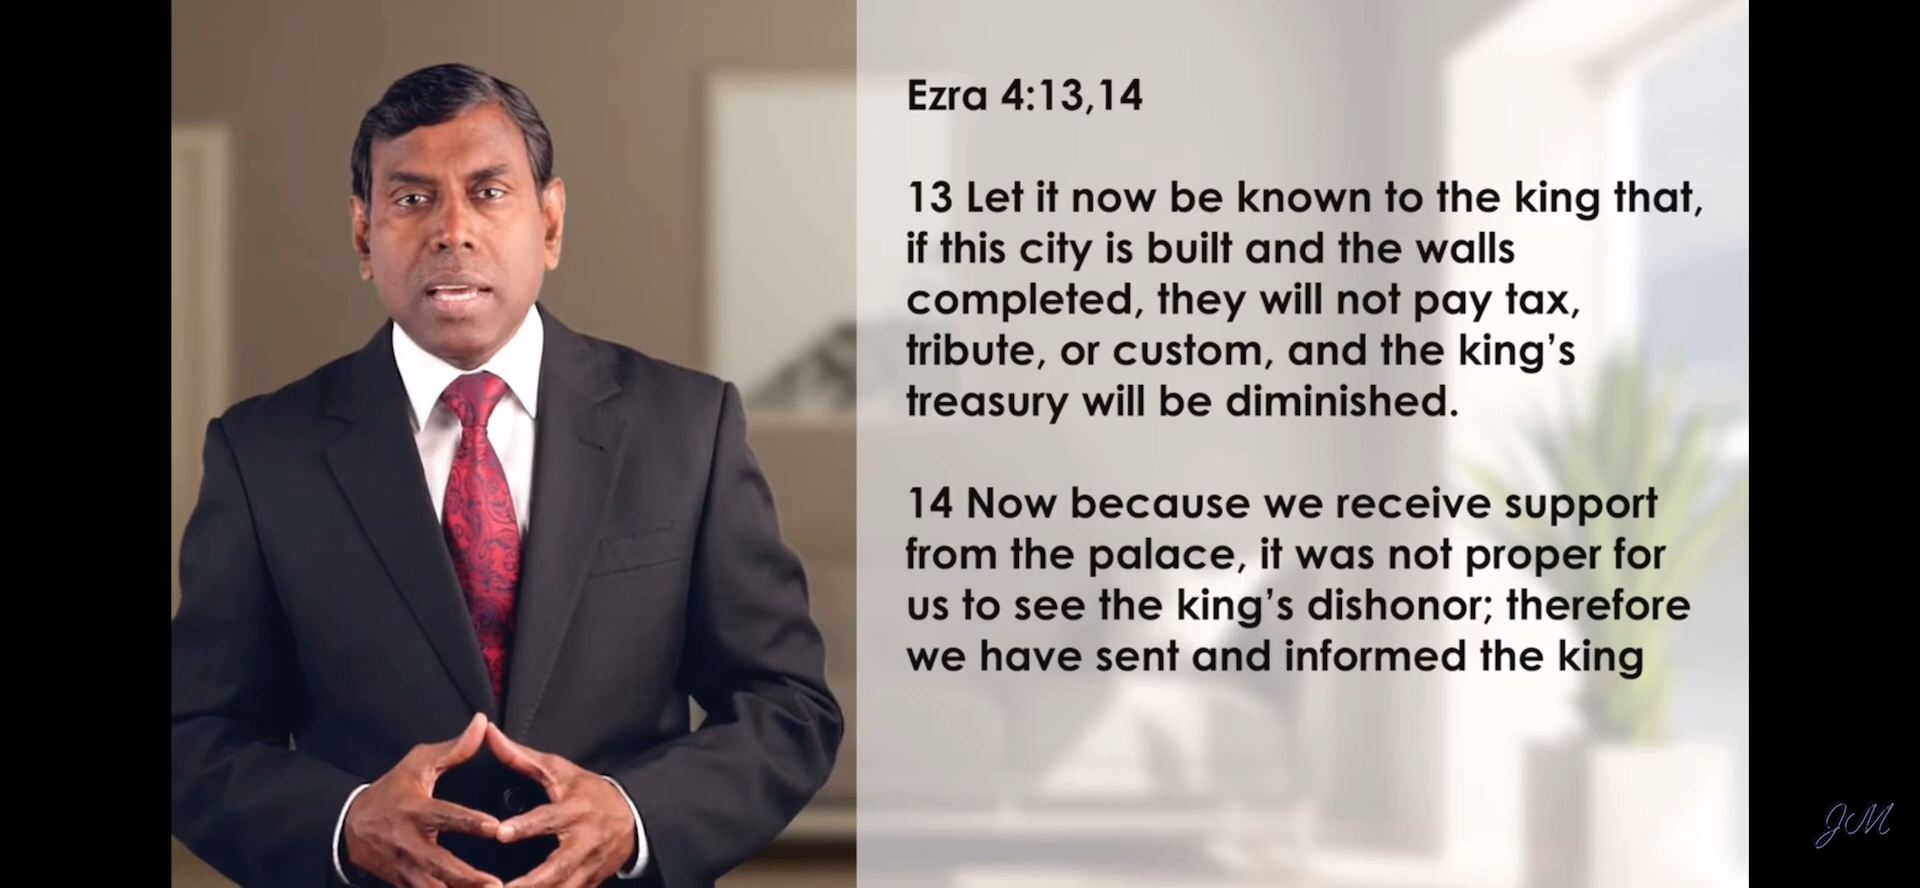 Ezra 4:13,14
13 Let it now be known to the king that,
if this city is built and the walls
completed, they will not pay tax,
tribute, or custom, and the king’s
treasury will be diminished.
14 Now because we receive support
from the palace, it was not proper for
us to see the king’s dishonor; therefore
we have sent and informed the king
JM